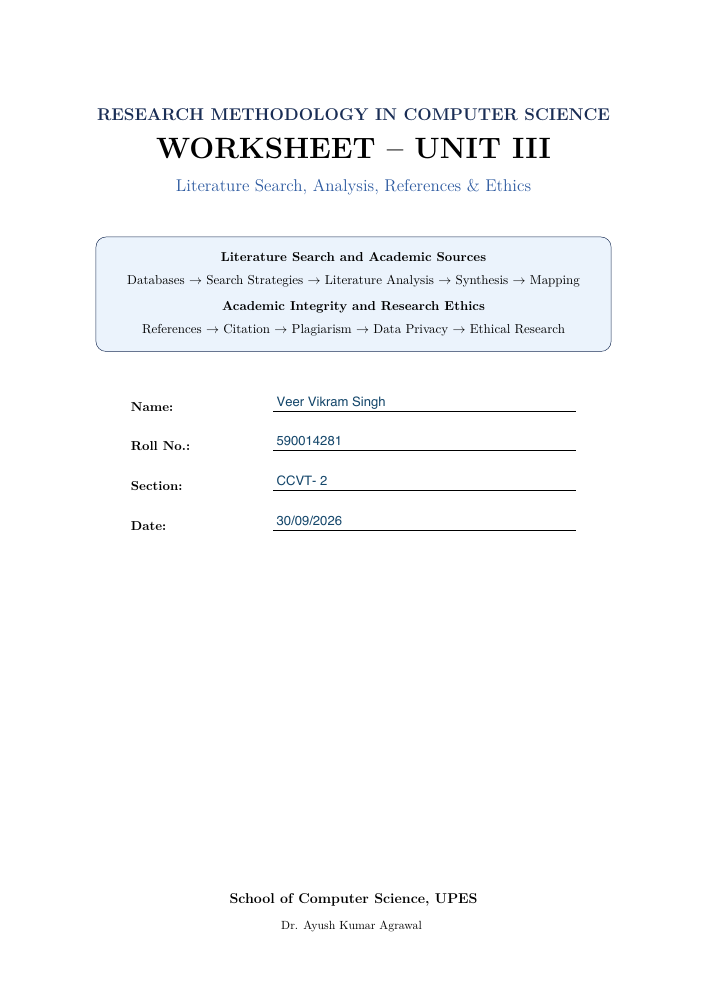 RESEARCH METHODOLOGY IN COMPUTER SCIENCE
WORKSHEET – UNIT III
Literature Search, Analysis, References & Ethics
Literature Search and Academic Sources
Databases → Search Strategies → Literature Analysis → Synthesis → Mapping
Academic Integrity and Research Ethics
References → Citation → Plagiarism → Data Privacy → Ethical Research
Name: Veer Vikram Singh
Roll No.: 590014281
Section: CCVT- 2
Date: 30/09/2026
School of Computer Science, UPES
Dr. Ayush Kumar Agrawal